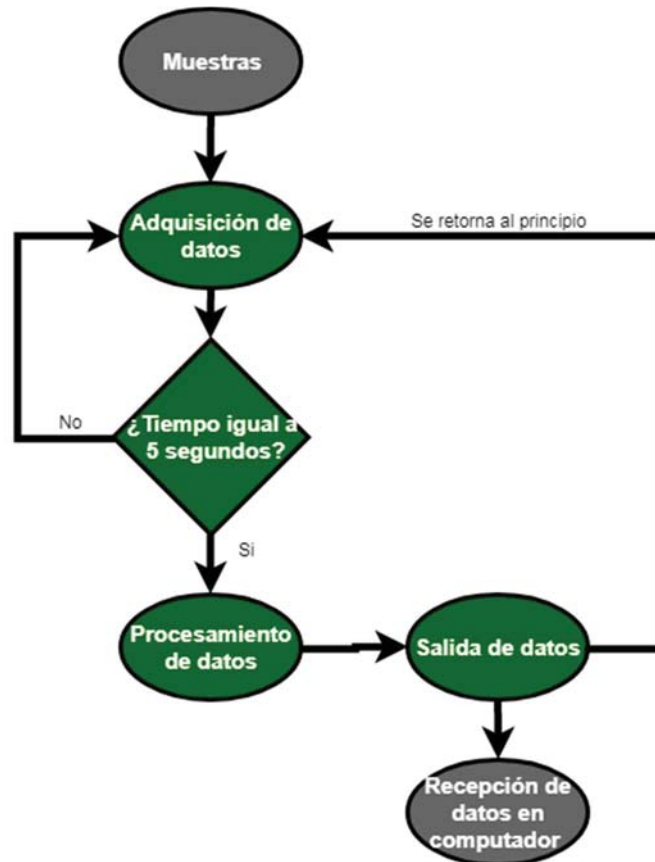 Muestras
Adquisición de
datos
Se retorna al principio
¿Tiempo igual a
5 segundos?
No
Si
Procesamiento
de datos
Salida de datos
Recepción de
datos en
computador